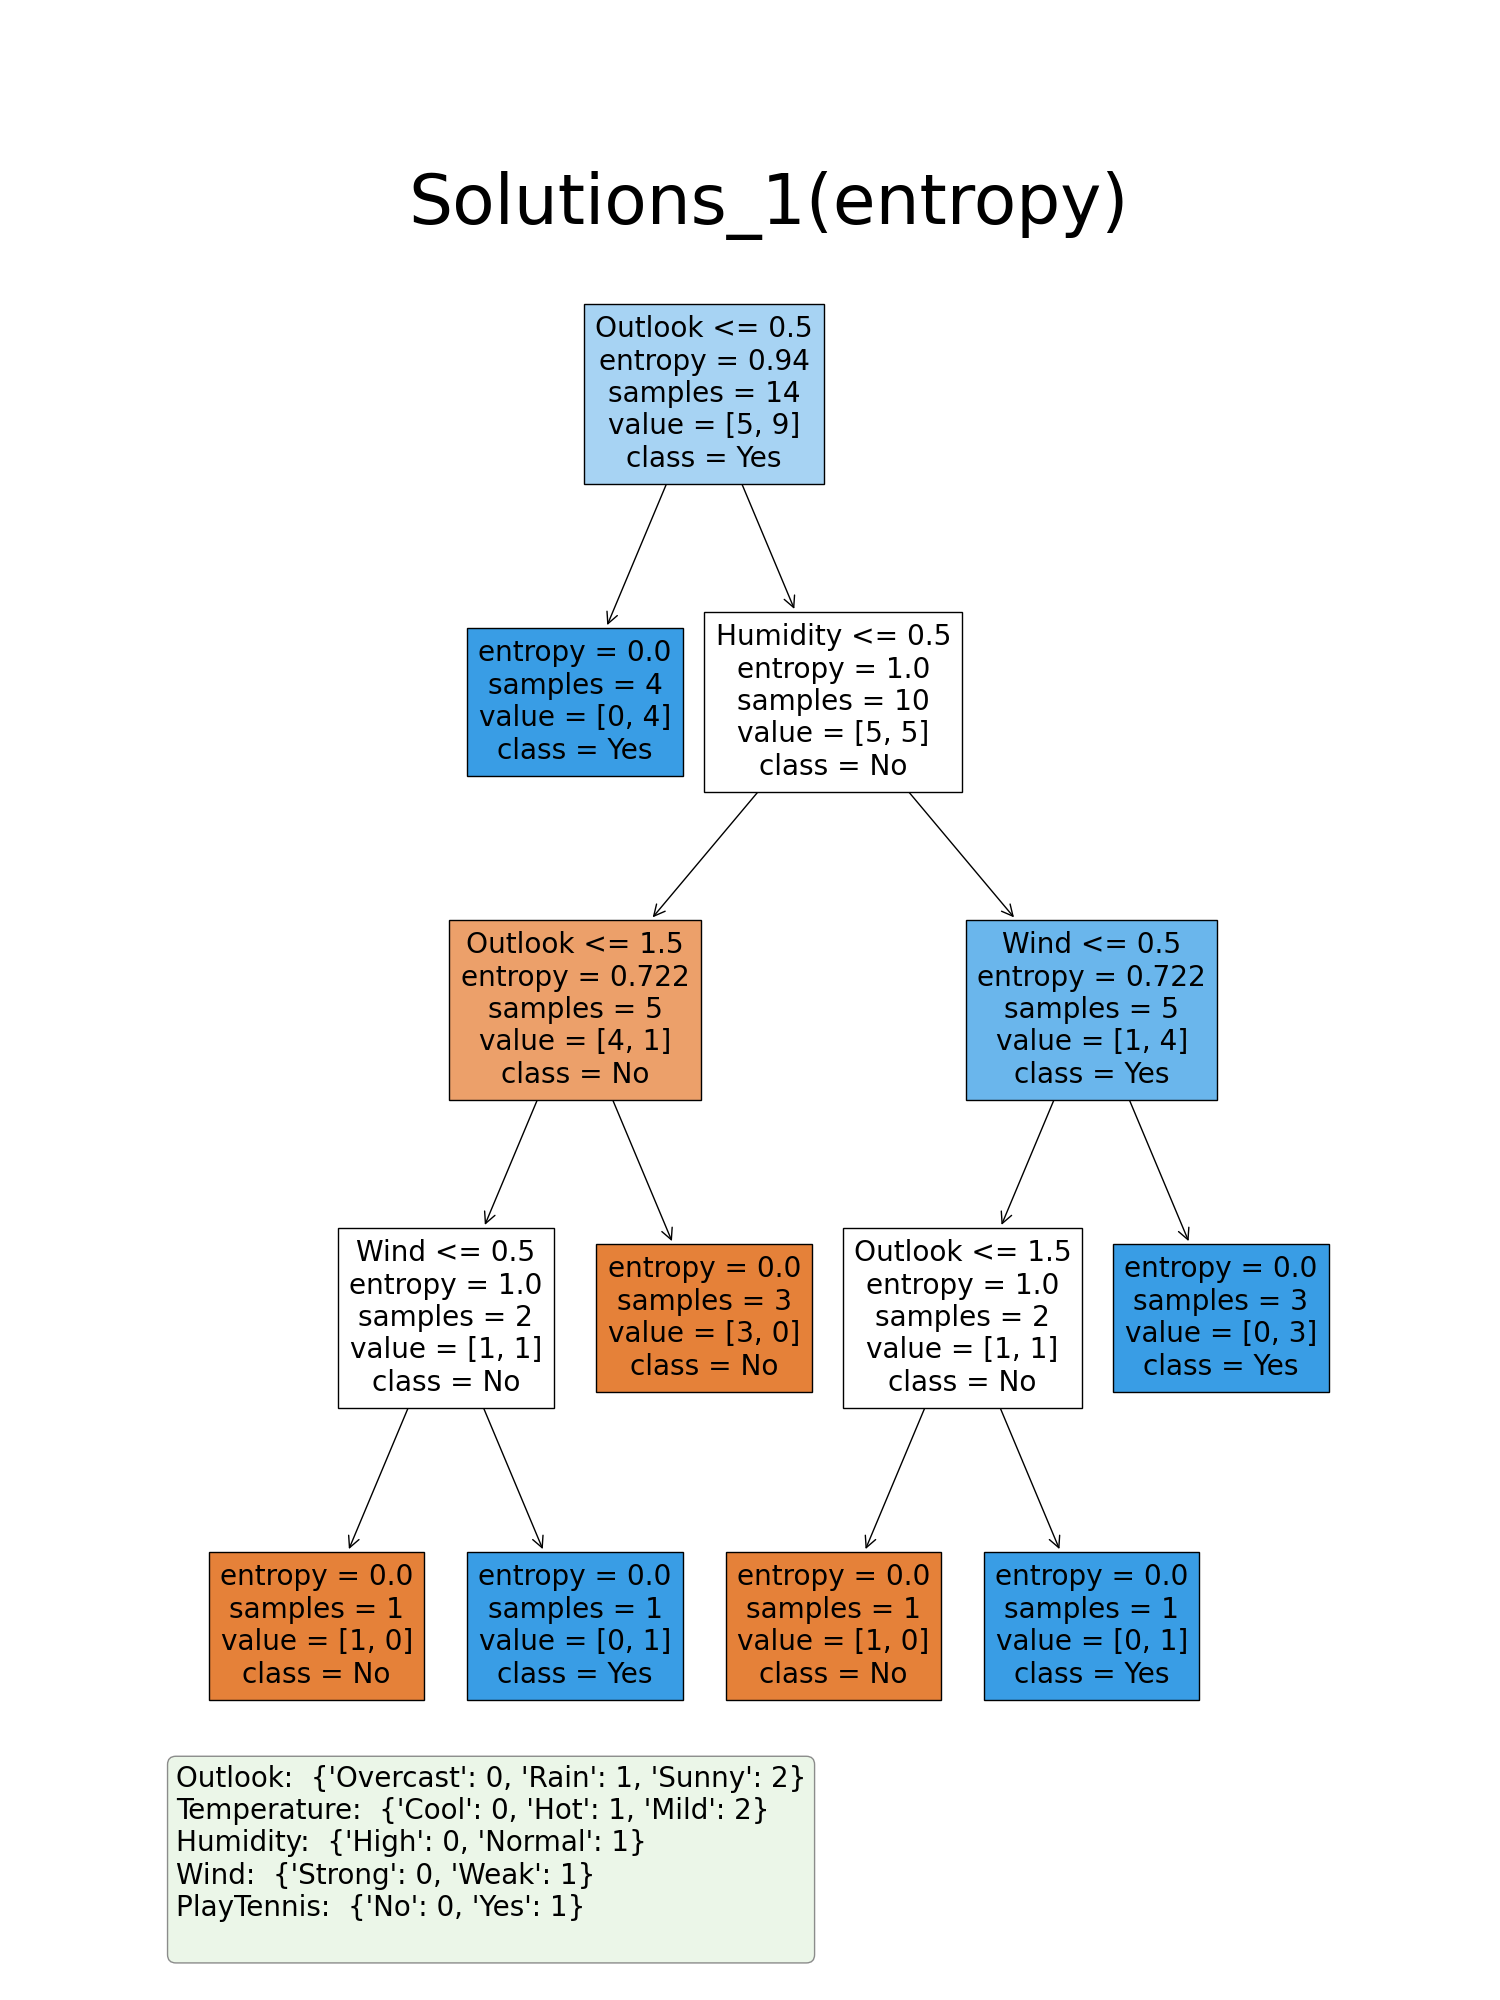 Solutions_1(entropy)
Outlook <= 0.5
entropy = 0.94
samples = 14
value = [5, 9]
class = Yes
entropy = 0.0
samples = 4
value = [0, 4]
class = Yes
Humidity <= 0.5
entropy = 1.0
samples = 10
value = [5, 5]
class = No
Outlook <= 1.5
entropy = 0.722
samples = 5
value = [4, 1]
class = No
Wind <= 0.5
entropy = 0.722
samples = 5
value = [1, 4]
class = Yes
Wind <= 0.5
entropy = 1.0
samples = 2
value = [1, 1]
class = No
entropy = 0.0
samples = 3
value = [3, 0]
class = No
Outlook <= 1.5
entropy = 1.0
samples = 2
value = [1, 1]
class = No
entropy = 0.0
samples = 3
value = [0, 3]
class = Yes
entropy = 0.0
samples = 1
value = [1, 0]
class = No
entropy = 0.0
samples = 1
value = [0, 1]
class = Yes
entropy = 0.0
samples = 1
value = [1, 0]
class = No
entropy = 0.0
samples = 1
value = [0, 1]
class = Yes
Outlook:  {'Overcast': 0, 'Rain': 1, 'Sunny': 2}
Temperature:  {'Cool': 0, 'Hot': 1, 'Mild': 2}
Humidity:  {'High': 0, 'Normal': 1}
Wind:  {'Strong': 0, 'Weak': 1}
PlayTennis:  {'No': 0, 'Yes': 1}